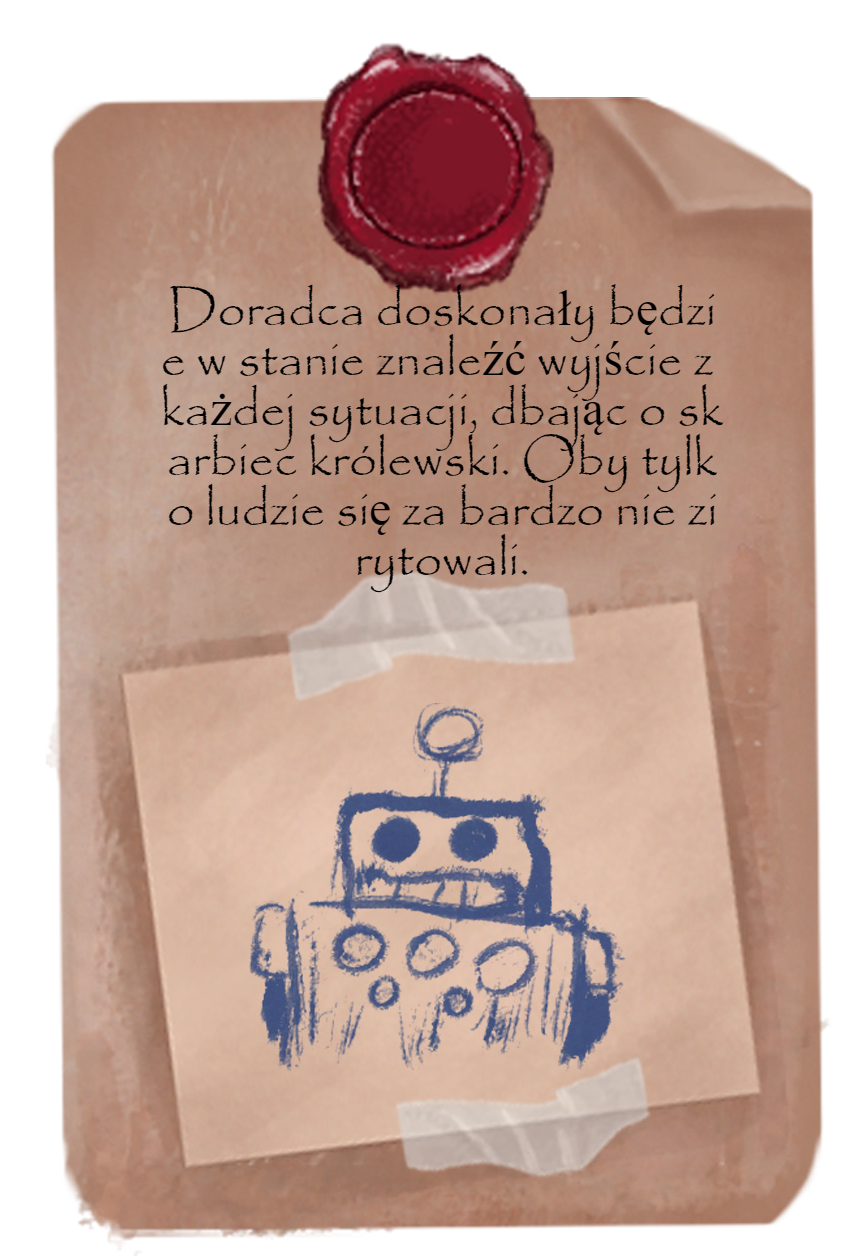 Doradca doskonały będzi
e w stanie znaleźć wyjście z
każdej sytuacji, dbając o sk
arbiec królewski. Oby tylk
o ludzie się za bardzo nie zi
rytowali.